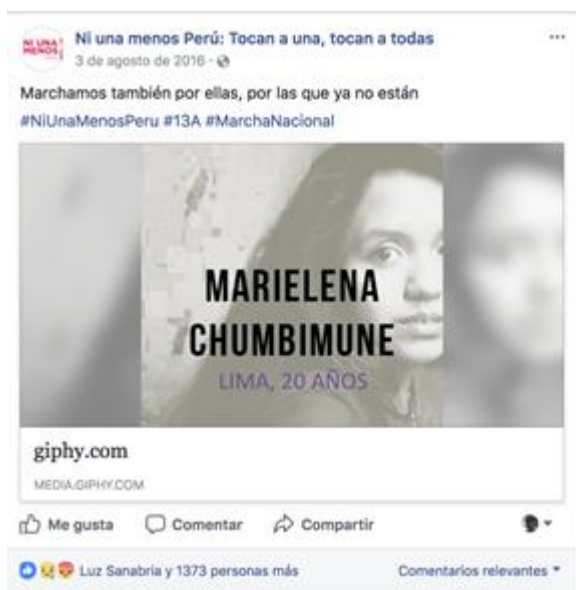 NI UNA
MENOS
Ni una menos Perú: Tocan a una, tocan a todas
3 de agosto de 2016 ·
Marchamos también por ellas, por las que ya no están
#NiUnaMenosPeru #13A #MarchaNacional
MARIELENA
CHUMBIMUNE
LIMA, 20 AÑOS
giphy.com
MEDIA.GIPHY.COM
Me gusta Comentar Compartir
Luz Sanabria y 1373 personas más Comentarios relevantes